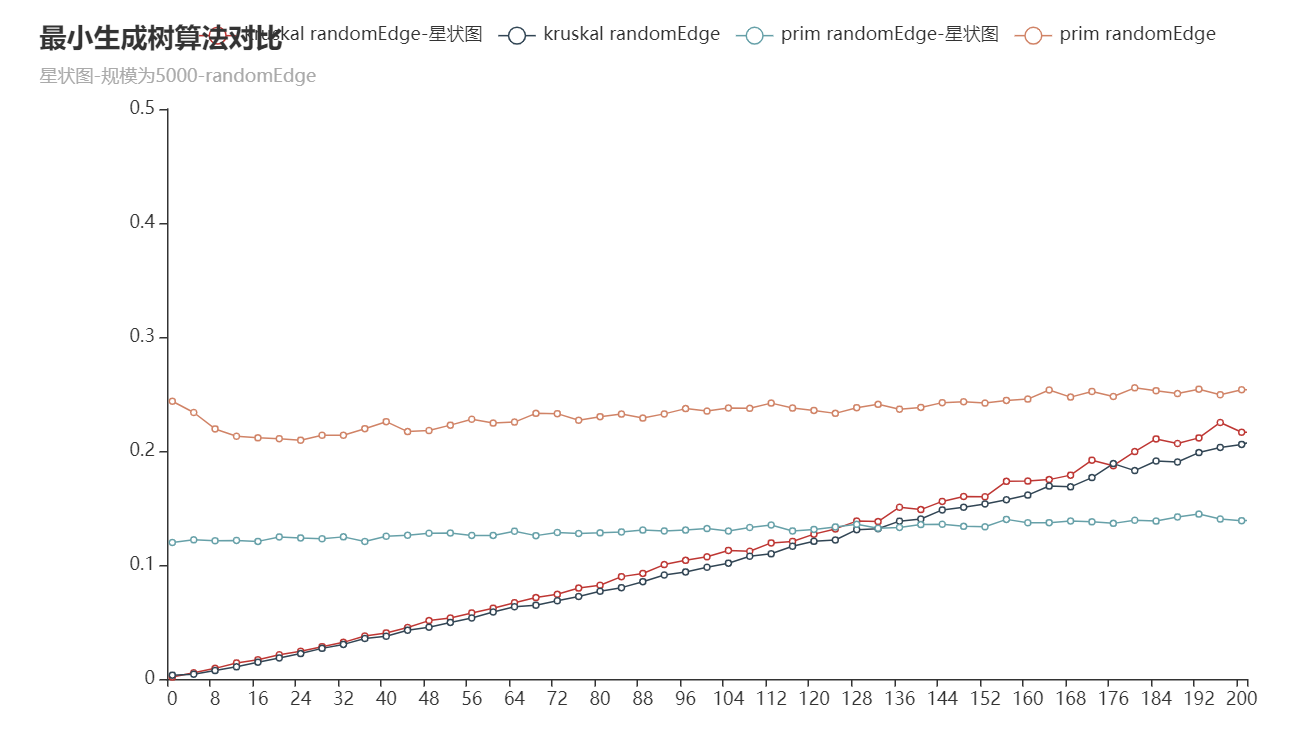 最小生成树算法对比
kruskal randomEdge-星状图
kruskal randomEdge
prim randomEdge-星状图
prim randomEdge
星状图-规模为5000-randomEdge
0.5
0.4
0.3
0.2
0.1
0
0 8 16 24 32 40 48 56 64 72 80 88 96 104 112 120 128 136 144 152 160 168 176 184 192 200